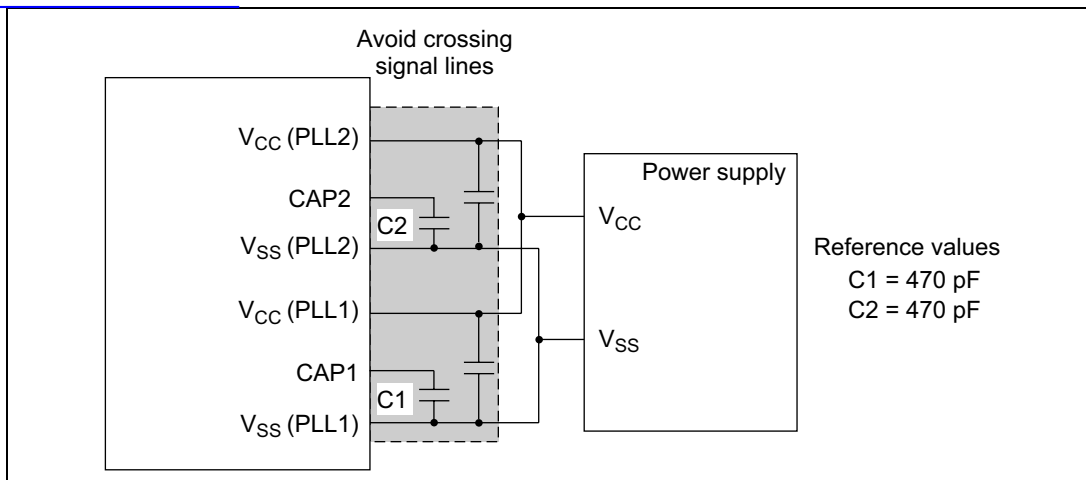 Avoid crossing
signal lines
VCC (PLL2)
CAP2
C2
VSS (PLL2)
VCC (PLL1)
CAP1
C1
VSS (PLL1)
Power supply
VCC
VSS
Reference values
C1 = 470 pF
C2 = 470 pF